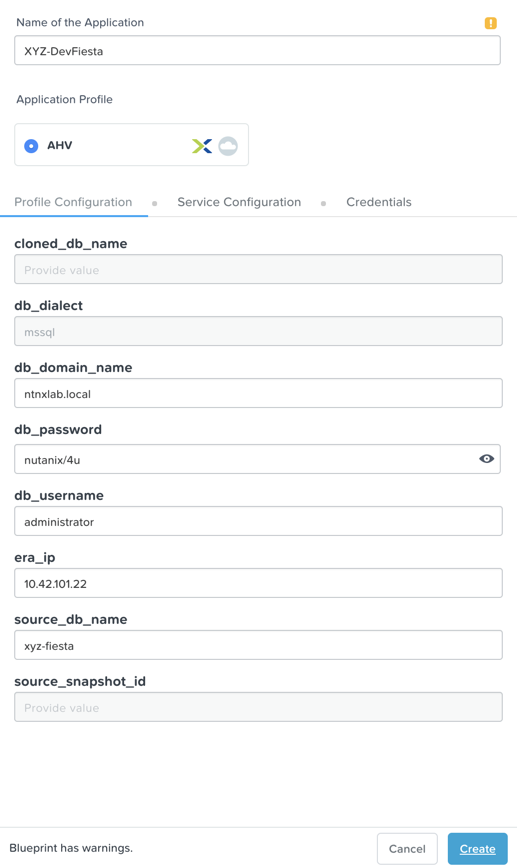 Name of the Application
XYZ-DevFiesta
Application Profile
AHV
Profile Configuration Service Configuration Credentials
cloned_db_name
Provide value
db_dialect
mssql
db_domain_name
ntnxlab.local
db_password
nutanix/4u
db_username
administrator
era_ip
10.42.101.22
source_db_name
xyz-fiesta
source_snapshot_id
Provide value
Blueprint has warnings. Cancel Create